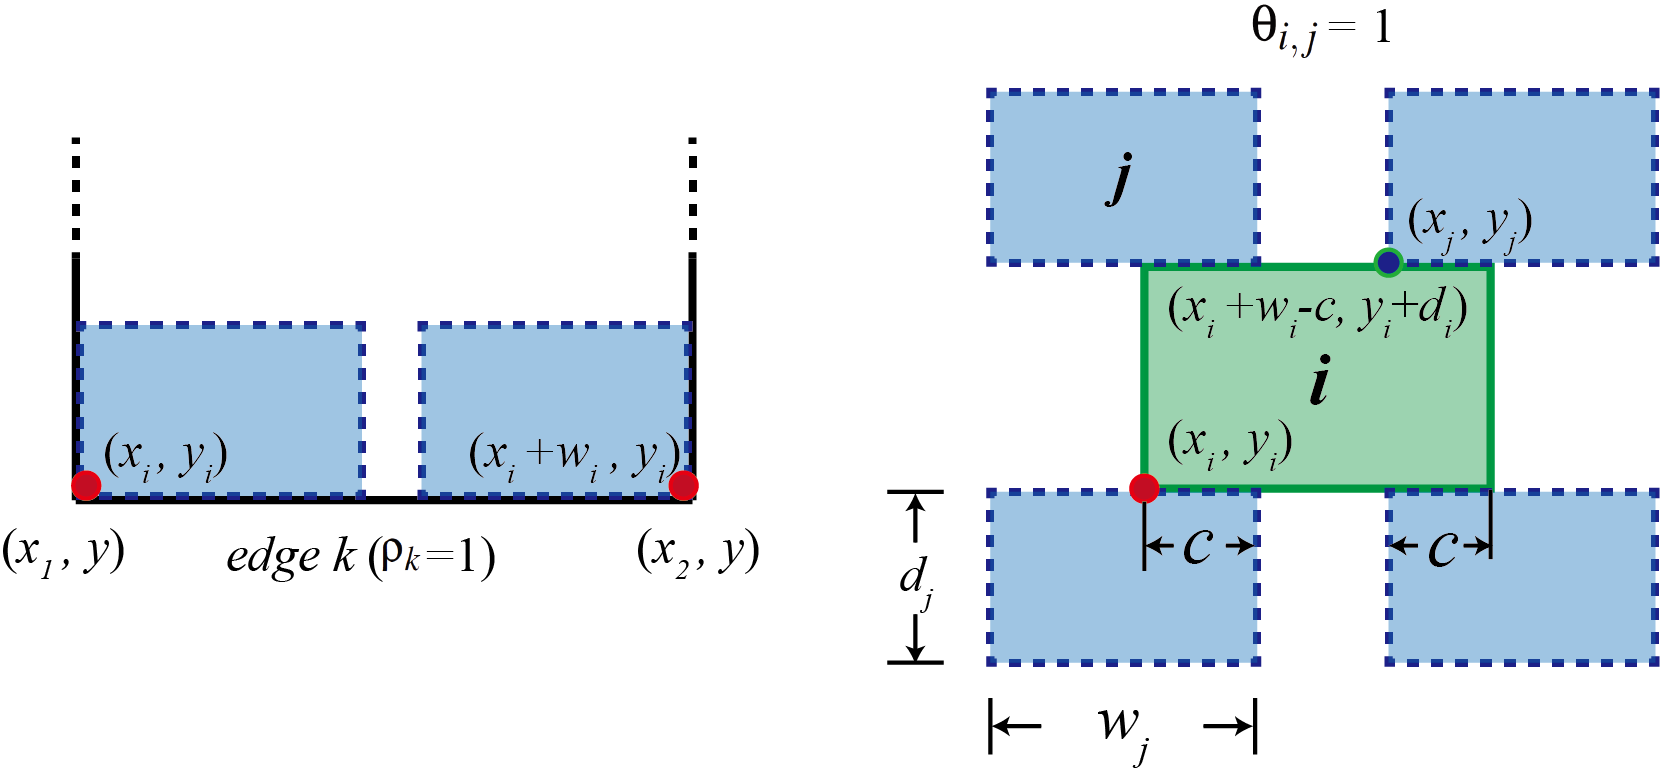 (x₁, y)
(xᵢ, yᵢ)
(xᵢ+wᵢ, yᵢ)
edge k (ρₖ=1)
(x₂, y)
θᵢ,ⱼ = 1
j
(xⱼ, yⱼ)
(xᵢ+wᵢ-c, yᵢ+dᵢ)
i
(xᵢ, yᵢ)
c
c
dⱼ
wⱼ